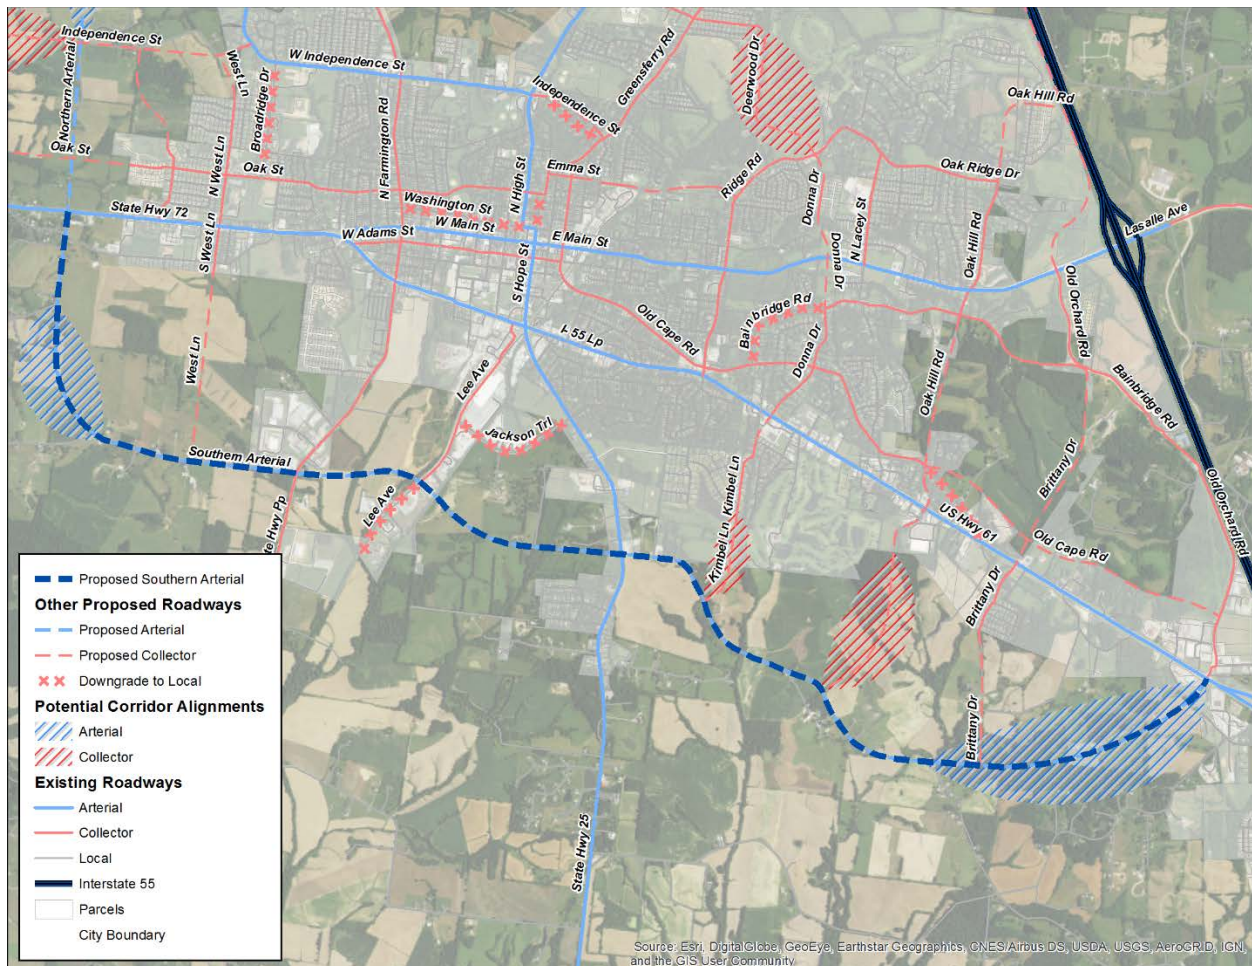 Independence St
Northern Arterial
West Ln
Broadridge Dr
W Independence St
N Farmington Rd
Independence St
Greensferry Rd
Deerwood Dr
Oak Hill Rd
Oak St
Oak St
N West Ln
Emma St
N High St
Ridge Rd
Oak Ridge Dr
Donna Dr
N Lacey St
State Hwy 72
Washington St
W Main St
W Adams St
E Main St
Lasalle Ave
S West Ln
S Hope St
Donna Dr
Oak Hill Rd
Old Orchard Rd
Bainbridge Rd
Old Cape Rd
I- 55 Lp
West Ln
Lee Ave
Donna Dr
Oak Hill Rd
Bainbridge Rd
Jackson Trl
Southern Arterial
Kimbel Ln
Brittany Dr
Lee Ave
US Hwy 61
Old Orchard Rd
te Hwy Pp
Kimbel Ln
Old Cape Rd
Brittany Dr
Brittany Dr
State Hwy 25
Proposed Southern Arterial
Other Proposed Roadways
Proposed Arterial
Proposed Collector
Downgrade to Local
Potential Corridor Alignments
Arterial
Collector
Existing Roadways
Arterial
Collector
Local
Interstate 55
Parcels
City Boundary
Source: Esri, DigitalGlobe, GeoEye, Earthstar Geographics, CNES/Airbus DS, USDA, USGS, AeroGRID, IGN,
and the GIS User Community